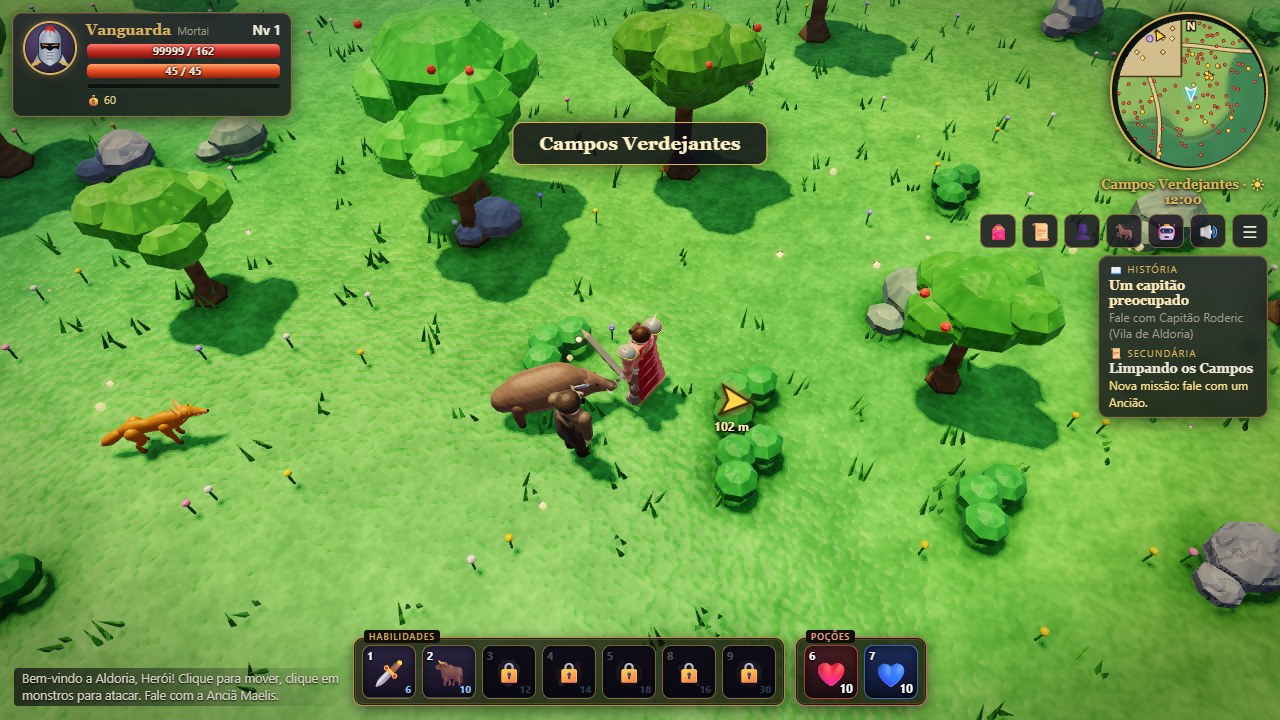 Vanguarda Mortal Nv 1
99999 / 162
45 / 45
60
Campos Verdejantes
N
Campos Verdejantes ·
12:00
HISTÓRIA
Um capitão
preocupado
Fale com Capitão Roderic
(Vila de Aldoria)
SECUNDÁRIA
Limpando os Campos
Nova missão: fale com um
Ancião.
102 m
Bem-vindo a Aldoria, Herói! Clique para mover, clique em
monstros para atacar. Fale com a Anciã Maelis.
HABILIDADES
1 6
2 10
3 12
4 14
5 18
8 16
9 30
POÇÕES
6 10
7 10